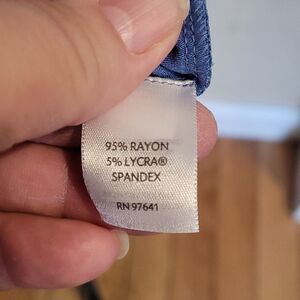 95% RAYON
5% LYCRA®
SPANDEX
RN 97641